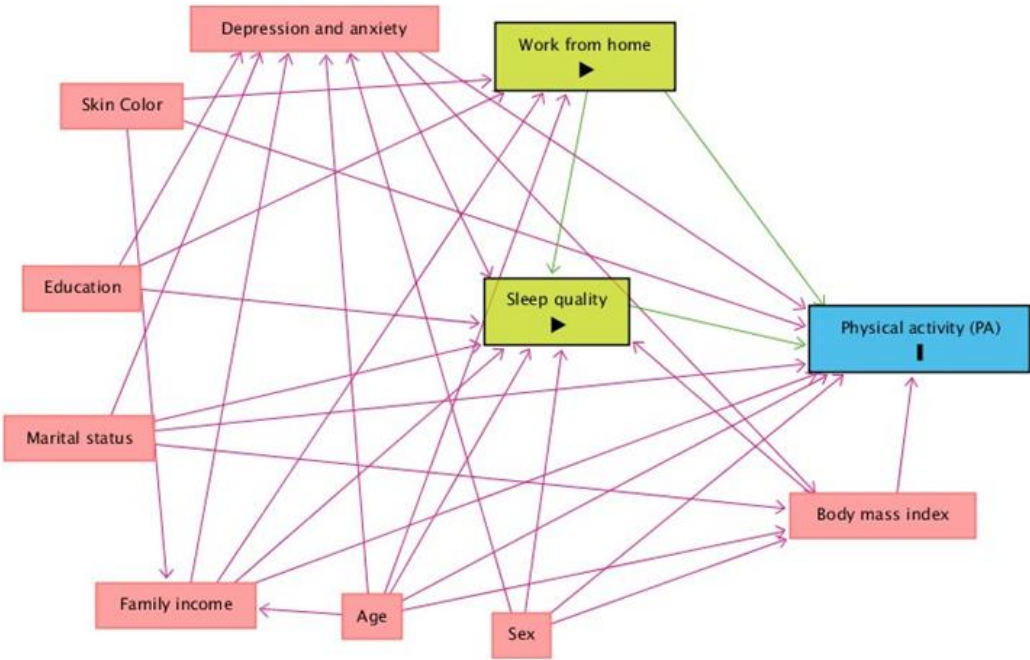 Depression and anxiety
Work from home
Skin Color
Education
Sleep quality
Physical activity (PA)
Marital status
Body mass index
Family income
Age
Sex